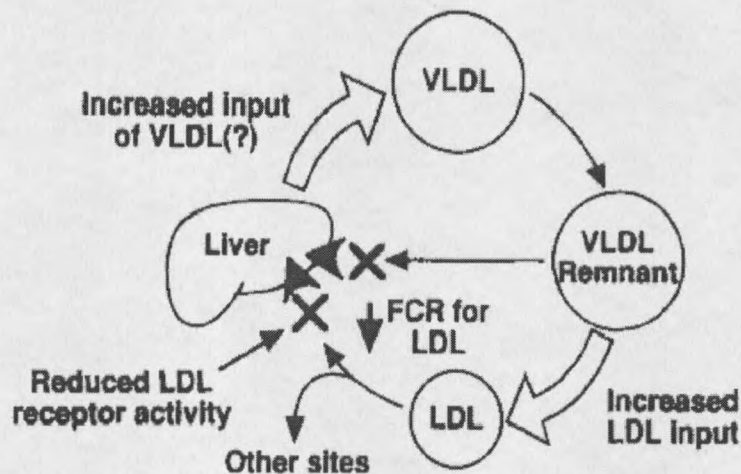 Increased input
of VLDL(?)
VLDL
Liver
VLDL
Remnant
FCR for
LDL
Reduced LDL
receptor activity
LDL
Increased
LDL input
Other sites